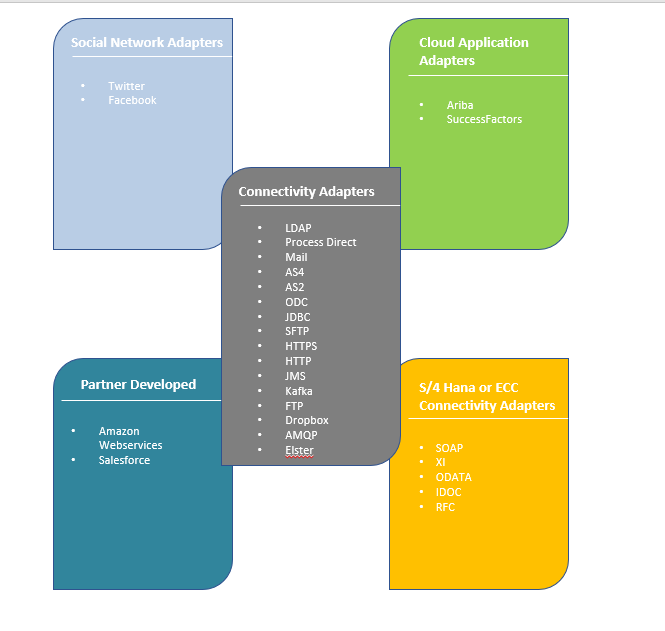 Social Network Adapters
• Twitter
• Facebook
Cloud Application
Adapters
• Ariba
• SuccessFactors
Connectivity Adapters
• LDAP
• Process Direct
• Mail
• AS4
• AS2
• ODC
• JDBC
• SFTP
• HTTPS
• HTTP
• JMS
• Kafka
• FTP
• Dropbox
• AMQP
• Elster
Partner Developed
• Amazon
Webservices
• Salesforce
S/4 Hana or ECC
Connectivity Adapters
• SOAP
• XI
• ODATA
• IDOC
• RFC